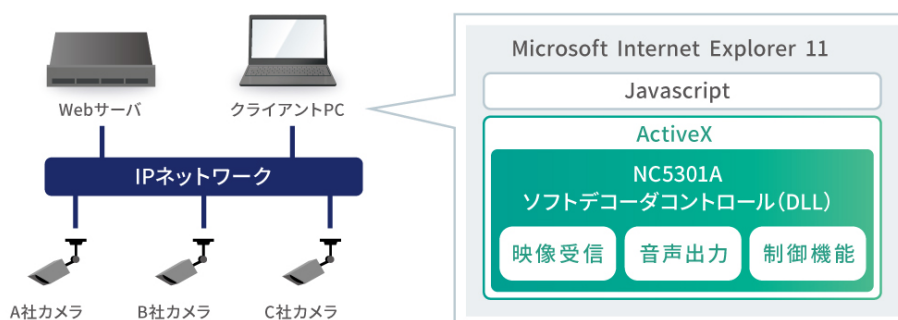 Webサーバ
クライアントPC
IPネットワーク
A社カメラ
B社カメラ
C社カメラ
Microsoft Internet Explorer 11
Javascript
ActiveX
NC5301A
ソフトデコーダコントロール(DLL)
映像受信
音声出力
制御機能